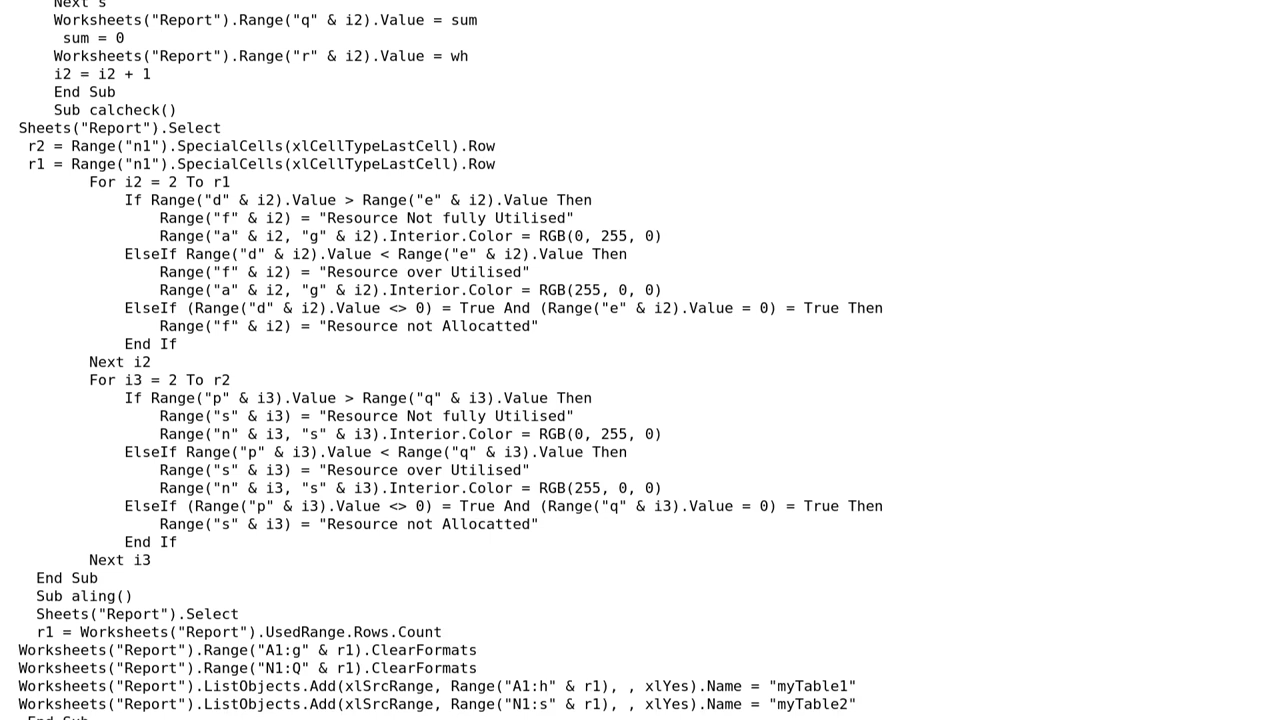 Next s
Worksheets("Report").Range("q" & i2).Value = sum
sum = 0
Worksheets("Report").Range("r" & i2).Value = wh
i2 = i2 + 1
End Sub
Sub calcheck()
Sheets("Report").Select
r2 = Range("n1").SpecialCells(xlCellTypeLastCell).Row
r1 = Range("n1").SpecialCells(xlCellTypeLastCell).Row
For i2 = 2 To r1
If Range("d" & i2).Value > Range("e" & i2).Value Then
Range("f" & i2) = "Resource Not fully Utilised"
Range("a" & i2, "g" & i2).Interior.Color = RGB(0, 255, 0)
ElseIf Range("d" & i2).Value < Range("e" & i2).Value Then
Range("f" & i2) = "Resource over Utilised"
Range("a" & i2, "g" & i2).Interior.Color = RGB(255, 0, 0)
ElseIf (Range("d" & i2).Value <> 0) = True And (Range("e" & i2).Value = 0) = True Then
Range("f" & i2) = "Resource not Allocatted"
End If
Next i2
For i3 = 2 To r2
If Range("p" & i3).Value > Range("q" & i3).Value Then
Range("s" & i3) = "Resource Not fully Utilised"
Range("n" & i3, "s" & i3).Interior.Color = RGB(0, 255, 0)
ElseIf Range("p" & i3).Value < Range("q" & i3).Value Then
Range("s" & i3) = "Resource over Utilised"
Range("n" & i3, "s" & i3).Interior.Color = RGB(255, 0, 0)
ElseIf (Range("p" & i3).Value <> 0) = True And (Range("q" & i3).Value = 0) = True Then
Range("s" & i3) = "Resource not Allocatted"
End If
Next i3
End Sub
Sub aling()
Sheets("Report").Select
r1 = Worksheets("Report").UsedRange.Rows.Count
Worksheets("Report").Range("A1:g" & r1).ClearFormats
Worksheets("Report").Range("N1:Q" & r1).ClearFormats
Worksheets("Report").ListObjects.Add(xlSrcRange, Range("A1:h" & r1), , xlYes).Name = "myTable1"
Worksheets("Report").ListObjects.Add(xlSrcRange, Range("N1:s" & r1), , xlYes).Name = "myTable2"
End Sub